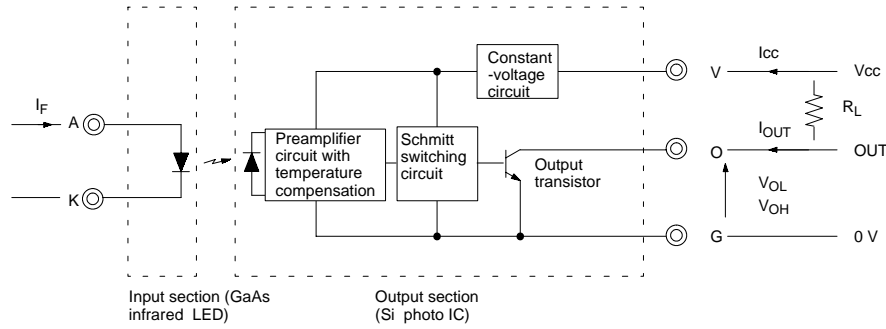 Constant
-voltage
circuit
V
Icc
Vcc
IF
A
Preamplifier
circuit with
temperature
compensation
Schmitt
switching
circuit
Output
transistor
O
IOUT
RL
OUT
K
VOL
VOH
G
0 V
Input section (GaAs
infrared LED)
Output section
(Si photo IC)